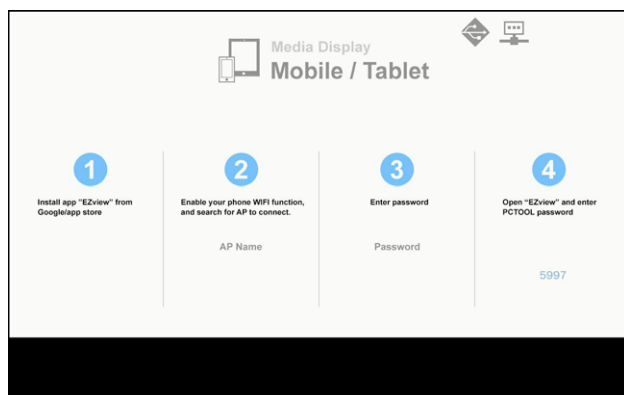 Media Display
Mobile / Tablet
1
Install app "EZview" from
Google/app store
2
Enable your phone WIFI function,
and search for AP to connect.
AP Name
3
Enter password
Password
4
Open "EZview" and enter
PCTOOL password
5997